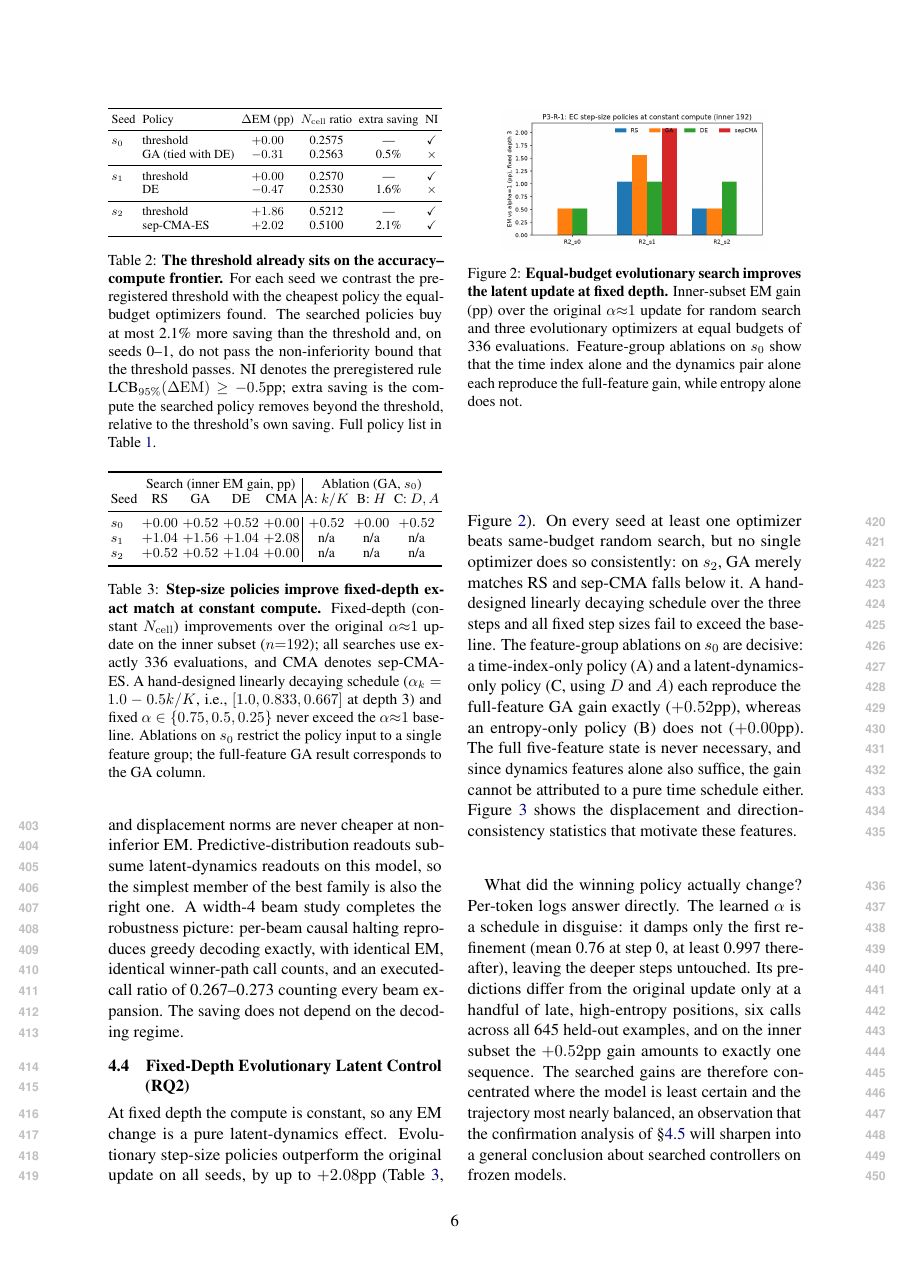 Seed Policy ΔEM (pp) N_cell ratio extra saving NI
s₀ threshold +0.00 0.2575 — ✓
GA (tied with DE) −0.31 0.2563 0.5% ×
s₁ threshold +0.00 0.2570 — ✓
DE −0.47 0.2530 1.6% ×
s₂ threshold +1.86 0.5212 — ✓
sep-CMA-ES +2.02 0.5100 2.1% ✓
Table 2: The threshold already sits on the accuracy–
compute frontier. For each seed we contrast the pre-
registered threshold with the cheapest policy the equal-
budget optimizers found. The searched policies buy
at most 2.1% more saving than the threshold and, on
seeds 0–1, do not pass the non-inferiority bound that
the threshold passes. NI denotes the preregistered rule
LCB95%(ΔEM) ≥ −0.5pp; extra saving is the com-
pute the searched policy removes beyond the threshold,
relative to the threshold's own saving. Full policy list in
Table 1.
Search (inner EM gain, pp) Ablation (GA, s₀)
Seed RS GA DE CMA A: k/K B: H C: D, A
s₀ +0.00 +0.52 +0.52 +0.00 +0.52 +0.00 +0.52
s₁ +1.04 +1.56 +1.04 +2.08 n/a n/a n/a
s₂ +0.52 +0.52 +1.04 +0.00 n/a n/a n/a
Table 3: Step-size policies improve fixed-depth ex-
act match at constant compute. Fixed-depth (con-
stant N_cell) improvements over the original α≈1 up-
date on the inner subset (n=192); all searches use ex-
actly 336 evaluations, and CMA denotes sep-CMA-
ES. A hand-designed linearly decaying schedule (αₖ =
1.0 − 0.5k/K, i.e., [1.0, 0.833, 0.667] at depth 3) and
fixed α ∈ {0.75, 0.5, 0.25} never exceed the α≈1 base-
line. Ablations on s₀ restrict the policy input to a single
feature group; the full-feature GA result corresponds to
the GA column.
403 and displacement norms are never cheaper at non-
404 inferior EM. Predictive-distribution readouts sub-
405 sume latent-dynamics readouts on this model, so
406 the simplest member of the best family is also the
407 right one. A width-4 beam study completes the
408 robustness picture: per-beam causal halting repro-
409 duces greedy decoding exactly, with identical EM,
410 identical winner-path call counts, and an executed-
411 call ratio of 0.267–0.273 counting every beam ex-
412 pansion. The saving does not depend on the decod-
413 ing regime.
414 4.4 Fixed-Depth Evolutionary Latent Control
415 (RQ2)
416 At fixed depth the compute is constant, so any EM
417 change is a pure latent-dynamics effect. Evolu-
418 tionary step-size policies outperform the original
419 update on all seeds, by up to +2.08pp (Table 3,
P3-R-1: EC step-size policies at constant compute (inner 192)
RS GA DE sepCMA
EM vs alpha=1 (pp), fixed depth 3
2.00
1.75
1.50
1.25
1.00
0.75
0.50
0.25
0.00
R2_s0 R2_s1 R2_s2
Figure 2: Equal-budget evolutionary search improves
the latent update at fixed depth. Inner-subset EM gain
(pp) over the original α≈1 update for random search
and three evolutionary optimizers at equal budgets of
336 evaluations. Feature-group ablations on s₀ show
that the time index alone and the dynamics pair alone
each reproduce the full-feature gain, while entropy alone
does not.
Figure 2). On every seed at least one optimizer 420
beats same-budget random search, but no single 421
optimizer does so consistently: on s₂, GA merely 422
matches RS and sep-CMA falls below it. A hand- 423
designed linearly decaying schedule over the three 424
steps and all fixed step sizes fail to exceed the base- 425
line. The feature-group ablations on s₀ are decisive: 426
a time-index-only policy (A) and a latent-dynamics- 427
only policy (C, using D and A) each reproduce the 428
full-feature GA gain exactly (+0.52pp), whereas 429
an entropy-only policy (B) does not (+0.00pp). 430
The full five-feature state is never necessary, and 431
since dynamics features alone also suffice, the gain 432
cannot be attributed to a pure time schedule either. 433
Figure 3 shows the displacement and direction- 434
consistency statistics that motivate these features. 435
What did the winning policy actually change? 436
Per-token logs answer directly. The learned α is 437
a schedule in disguise: it damps only the first re- 438
finement (mean 0.76 at step 0, at least 0.997 there- 439
after), leaving the deeper steps untouched. Its pre- 440
dictions differ from the original update only at a 441
handful of late, high-entropy positions, six calls 442
across all 645 held-out examples, and on the inner 443
subset the +0.52pp gain amounts to exactly one 444
sequence. The searched gains are therefore con- 445
centrated where the model is least certain and the 446
trajectory most nearly balanced, an observation that 447
the confirmation analysis of §4.5 will sharpen into 448
a general conclusion about searched controllers on 449
frozen models. 450
6